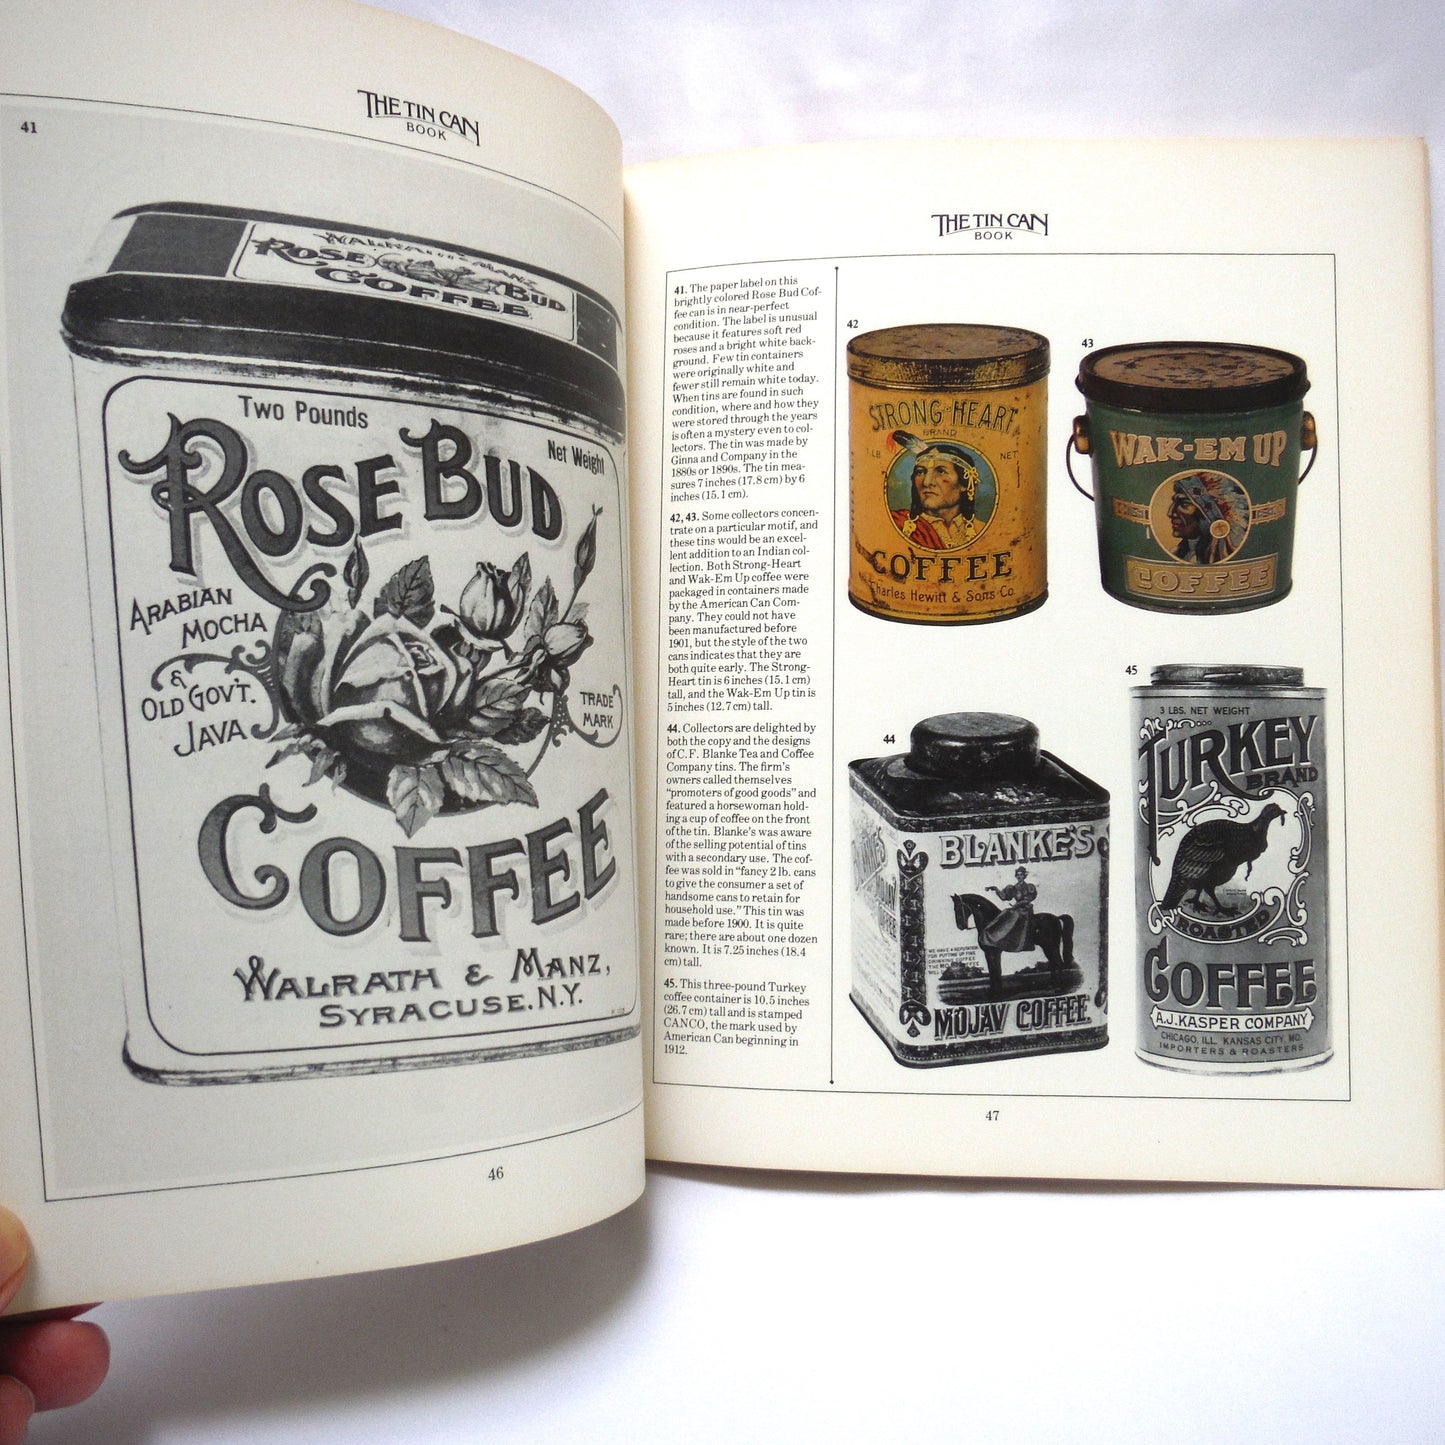 THE TIN CAN
BOOK
41
WALRATH & MANZ
ROSE BUD
COFFEE
Two Pounds
Net Weight
ROSE BUD
ARABIAN
MOCHA
&
OLD GOV'T.
JAVA
TRADE
MARK
COFFEE
WALRATH & MANZ,
SYRACUSE. N.Y.
46
THE TIN CAN
BOOK
41. The paper label on this
brightly colored Rose Bud Cof-
fee can is in near-perfect
condition. The label is unusual
because it features soft red
roses and a bright white back-
ground. Few tin containers
were originally white and
fewer still remain white today.
When tins are found in such
condition, where and how they
were stored through the years
is often a mystery even to col-
lectors. The tin was made by
Ginna and Company in the
1880s or 1890s. The tin mea-
sures 7 inches (17.8 cm) by 6
inches (15.1 cm).
42, 43. Some collectors concen-
trate on a particular motif, and
these tins would be an excel-
lent addition to an Indian col-
lection. Both Strong-Heart
and Wak-Em Up coffee were
packaged in containers made
by the American Can Com-
pany. They could not have
been manufactured before
1901, but the style of the two
cans indicates that they are
both quite early. The Strong-
Heart tin is 6 inches (15.1 cm)
tall, and the Wak-Em Up tin is
5 inches (12.7 cm) tall.
44. Collectors are delighted by
both the copy and the designs
of C.F. Blanke Tea and Coffee
Company tins. The firm's
owners called themselves
"promoters of good goods" and
featured a horsewoman hold-
ing a cup of coffee on the front
of the tin. Blanke's was aware
of the selling potential of tins
with a secondary use. The cof-
fee was sold in "fancy 2 lb. cans
to give the consumer a set of
handsome cans to retain for
household use." This tin was
made before 1900. It is quite
rare; there are about one dozen
known. It is 7.25 inches (18.4
cm) tall.
45. This three-pound Turkey
coffee container is 10.5 inches
(26.7 cm) tall and is stamped
CANCO, the mark used by
American Can beginning in
1912.
42
STRONG-HEART
BRAND
1 LB NET
COFFEE
Charles Hewitt & Sons Co.
43
WAK-EM UP
COFFEE
44
BLANKE'S
WE HAVE A REPUTATION
FOR PUTTING UP FINE
DRINKING COFFEE
MOJAV COFFEE
45
3 LBS. NET WEIGHT
TURKEY
BRAND
ROASTED
COFFEE
A.J. KASPER COMPANY
CHICAGO, ILL. KANSAS CITY, MO.
IMPORTERS & ROASTERS
47